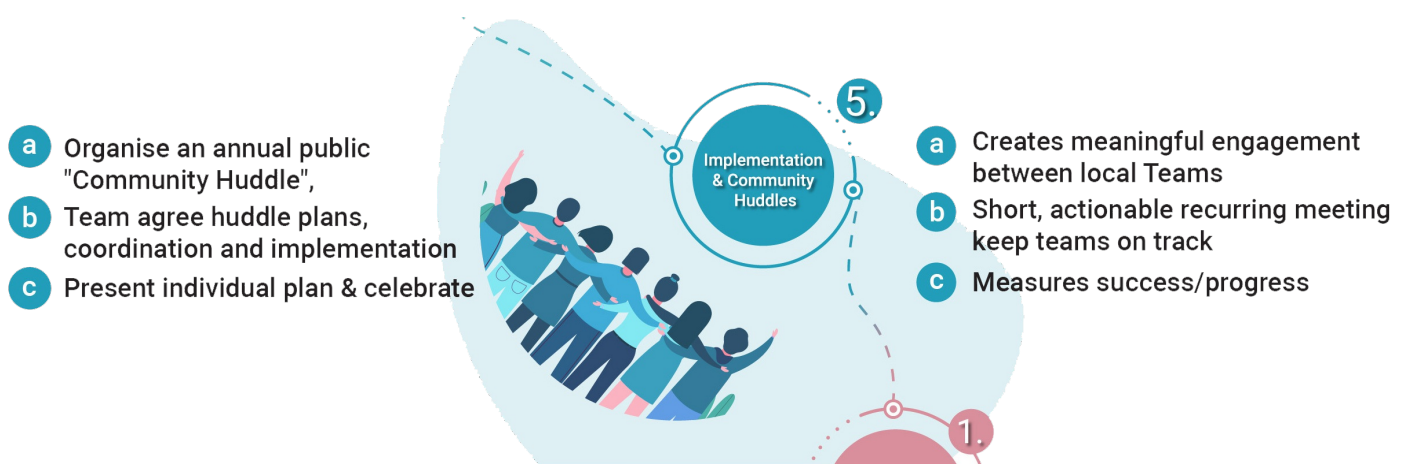 a Organise an annual public
"Community Huddle",
b Team agree huddle plans,
coordination and implementation
c Present individual plan & celebrate
5.
Implementation
& Community
Huddles
a Creates meaningful engagement
between local Teams
b Short, actionable recurring meeting
keep teams on track
c Measures success/progress
1.